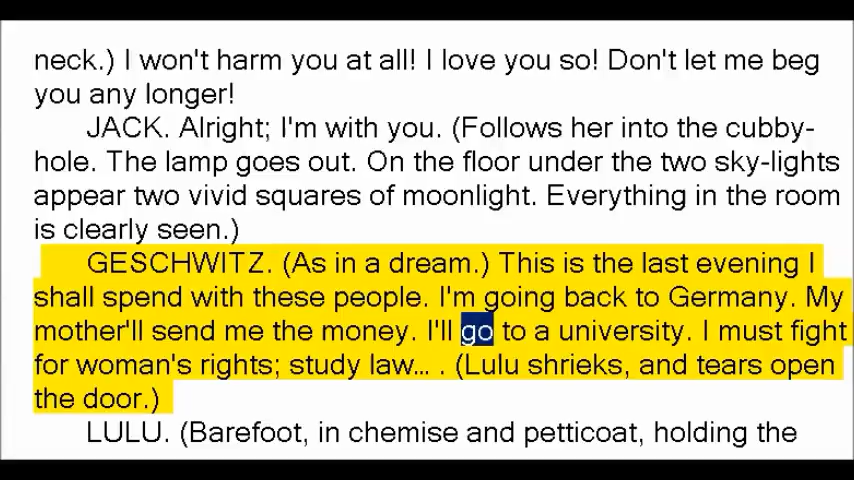 neck.) I won't harm you at all! I love you so! Don't let me beg
you any longer!
JACK. Alright; I'm with you. (Follows her into the cubby-
hole. The lamp goes out. On the floor under the two sky-lights
appear two vivid squares of moonlight. Everything in the room
is clearly seen.)
GESCHWITZ. (As in a dream.) This is the last evening I
shall spend with these people. I'm going back to Germany. My
mother'll send me the money. I'll go to a university. I must fight
for woman's rights; study law... . (Lulu shrieks, and tears open
the door.)
LULU. (Barefoot, in chemise and petticoat, holding the